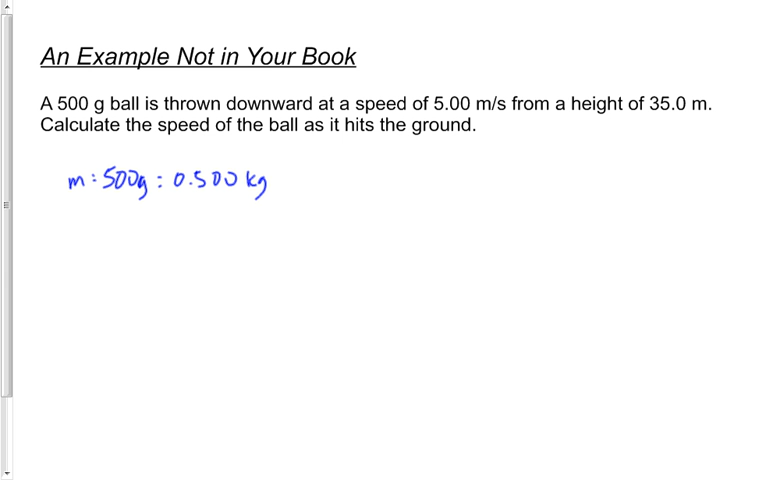 An Example Not in Your Book
A 500 g ball is thrown downward at a speed of 5.00 m/s from a height of 35.0 m.
Calculate the speed of the ball as it hits the ground.
m : 500g : 0.500 kg